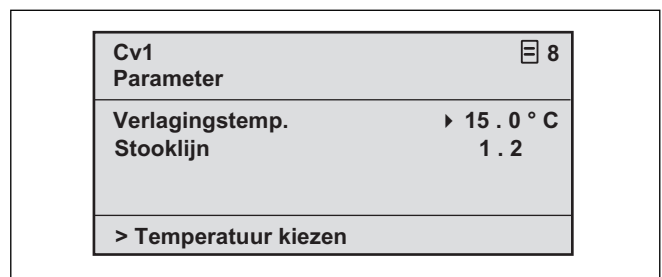 Cv1 8
Parameter
Verlagingstemp. 15.0°C
Stooklijn 1.2
> Temperatuur kiezen